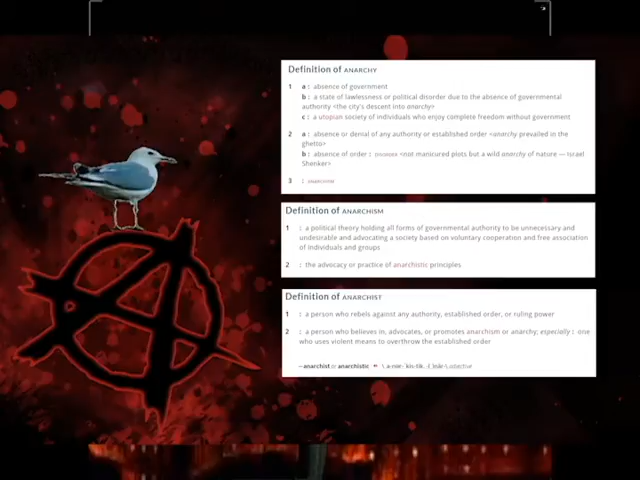 Definition of ANARCHY
1 a : absence of government
b : a state of lawlessness or political disorder due to the absence of governmental
authority <the city's descent into anarchy>
c : a utopian society of individuals who enjoy complete freedom without government
2 a : absence or denial of any authority or established order <anarchy prevailed in the
ghetto>
b : absence of order : DISORDER <not manicured plots but a wild anarchy of nature — Israel
Shenker>
3 : ANARCHISM
Definition of ANARCHISM
1 : a political theory holding all forms of governmental authority to be unnecessary and
undesirable and advocating a society based on voluntary cooperation and free association
of individuals and groups
2 : the advocacy or practice of anarchistic principles
Definition of ANARCHIST
1 : a person who rebels against any authority, established order, or ruling power
2 : a person who believes in, advocates, or promotes anarchism or anarchy; especially : one
who uses violent means to overthrow the established order
—anarchist or anarchistic adjective